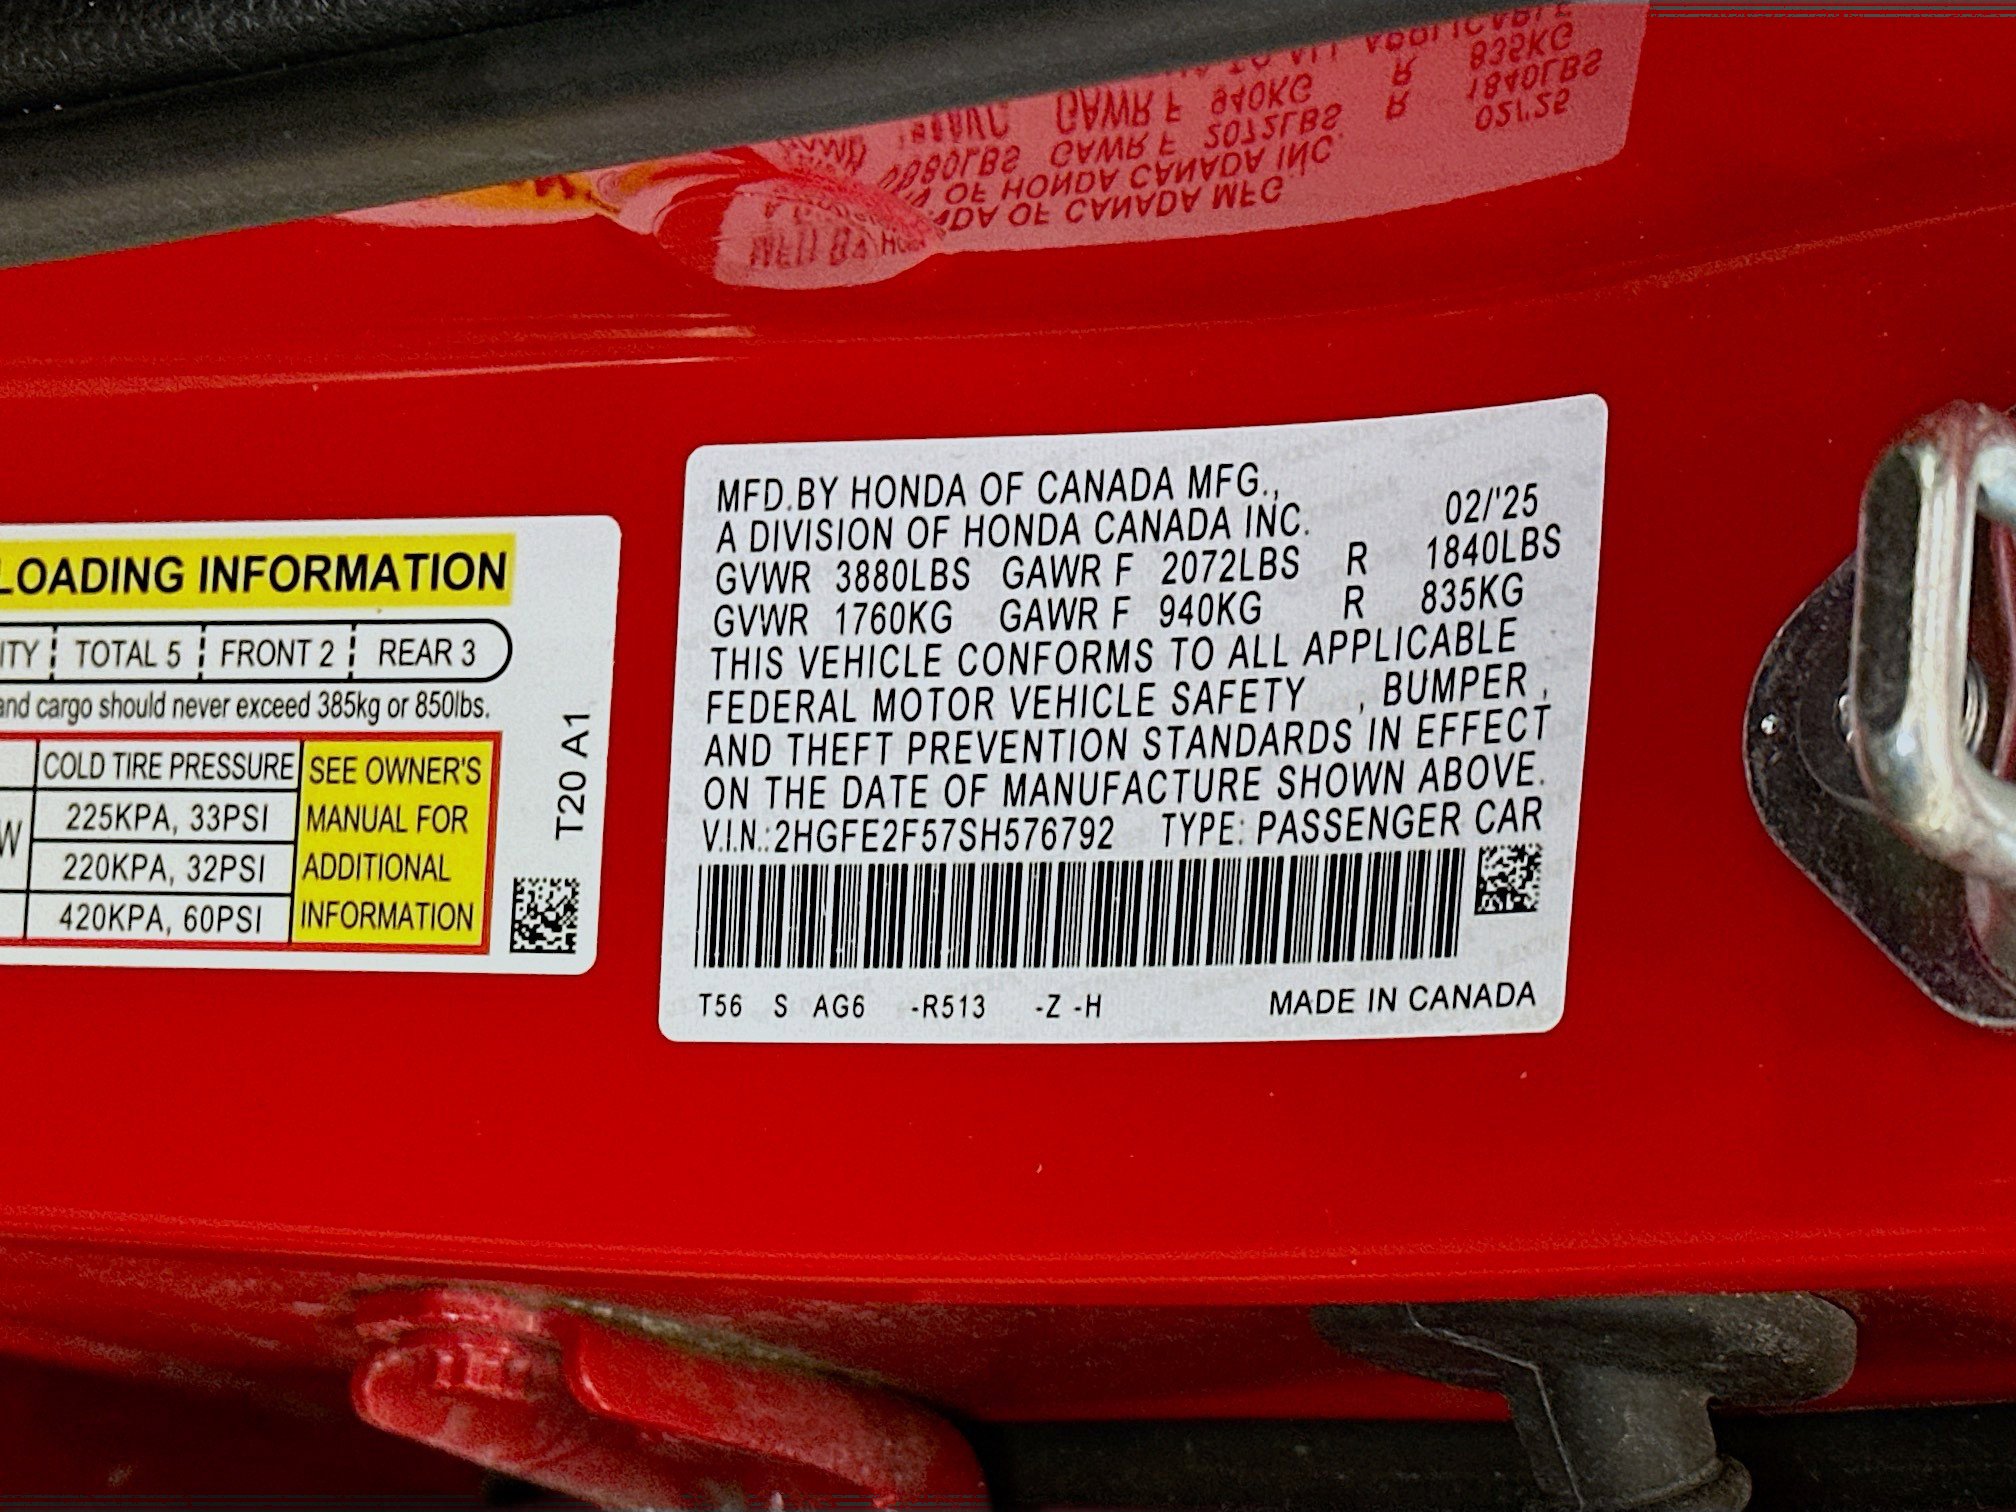 LOADING INFORMATION
ITY TOTAL 5 FRONT 2 REAR 3
and cargo should never exceed 385kg or 850lbs.
COLD TIRE PRESSURE
225KPA, 33PSI
W
220KPA, 32PSI
420KPA, 60PSI
SEE OWNER'S
MANUAL FOR
ADDITIONAL
INFORMATION
T20 A1
MFD.BY HONDA OF CANADA MFG.,
A DIVISION OF HONDA CANADA INC. 02/'25
GVWR 3880LBS GAWR F 2072LBS R 1840LBS
GVWR 1760KG GAWR F 940KG R 835KG
THIS VEHICLE CONFORMS TO ALL APPLICABLE
FEDERAL MOTOR VEHICLE SAFETY , BUMPER ,
AND THEFT PREVENTION STANDARDS IN EFFECT
ON THE DATE OF MANUFACTURE SHOWN ABOVE.
V.I.N.:2HGFE2F57SH576792 TYPE: PASSENGER CAR
T56 S AG6 -R513 -Z -H MADE IN CANADA